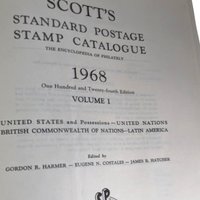 SCOTT'S
STANDARD POSTAGE
STAMP CATALOGUE
THE ENCYCLOPEDIA OF PHILATELY
1968
One Hundred and Twenty-fourth Edition
VOLUME I
UNITED STATES and Possessions—UNITED NATIONS
BRITISH COMMONWEALTH OF NATIONS—LATIN AMERICA
Edited by
GORDON R. HARMER — EUGENE N. COSTALES — JAMES B. HATCHER